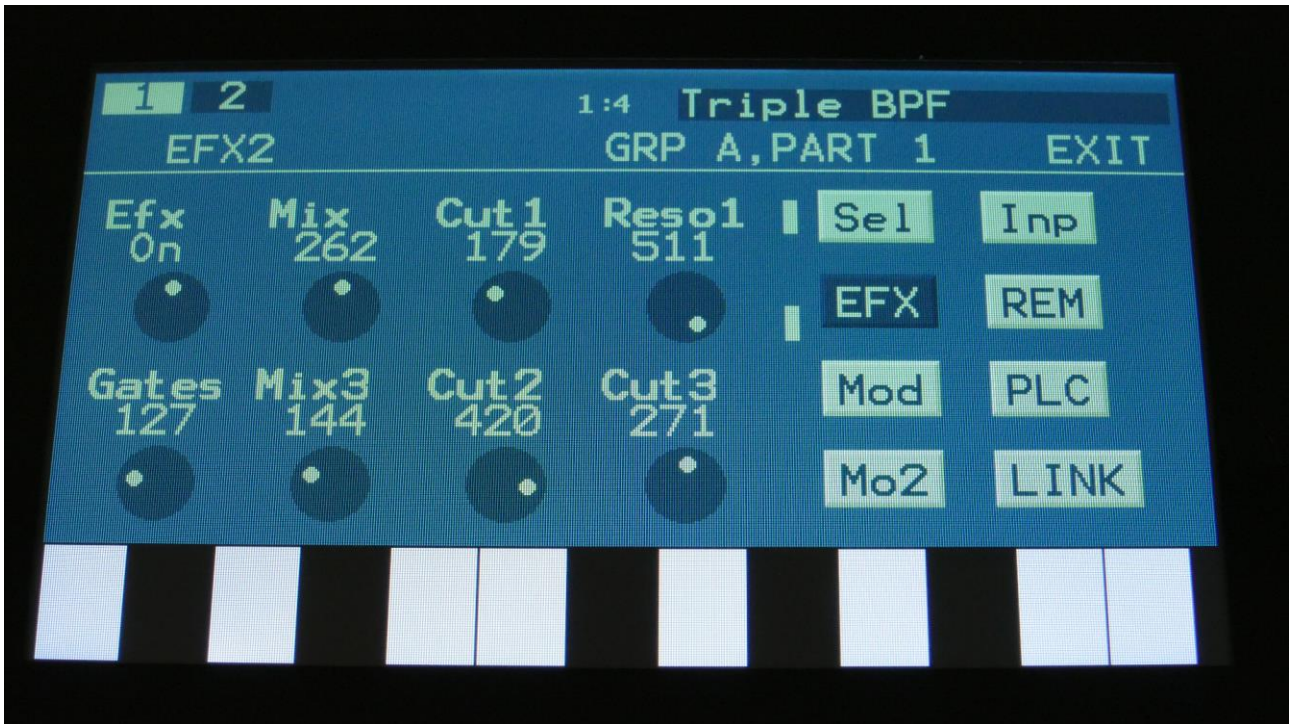 1 2 1:4 Triple BPF
EFX2 GRP A,PART 1 EXIT
Efx Mix Cut1 Reso1 Sel Inp
On 262 179 511
EFX REM
Gates Mix3 Cut2 Cut3 Mod PLC
127 144 420 271
Mo2 LINK